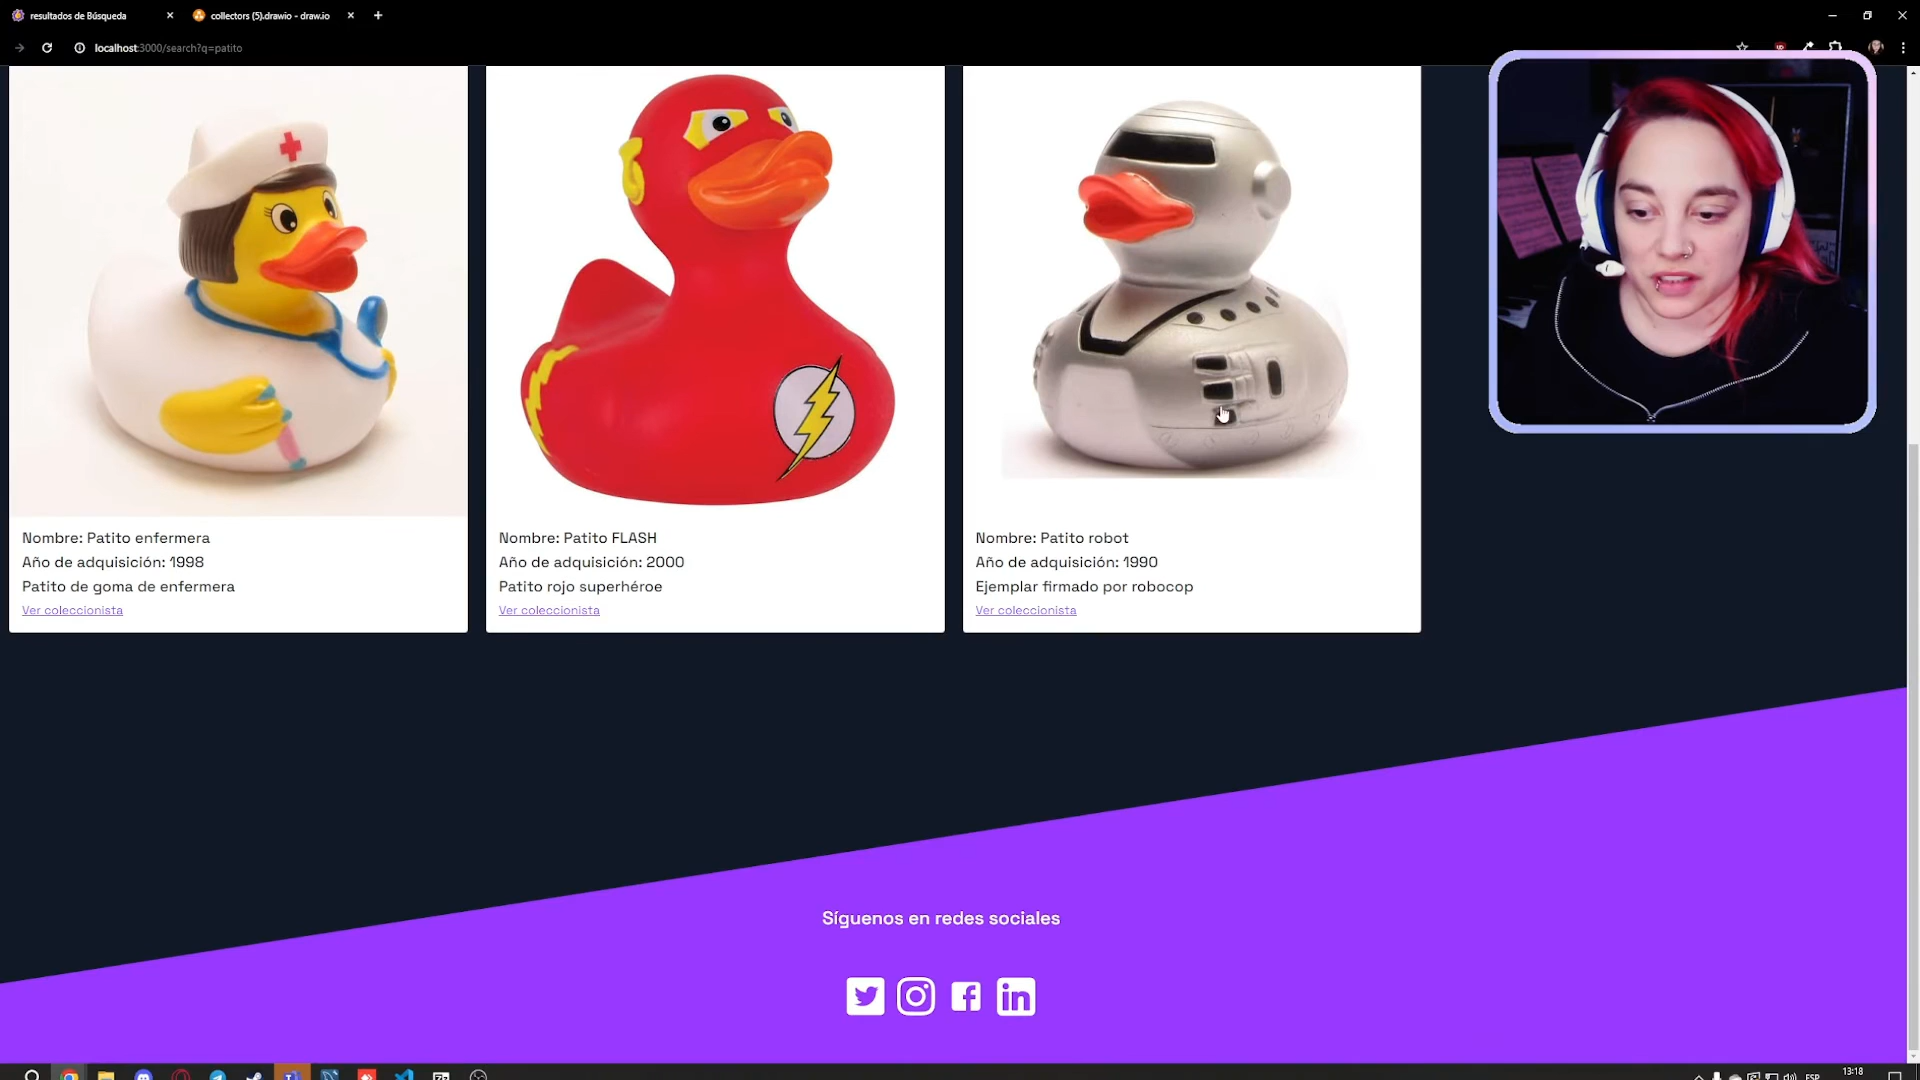 resultados de Búsqueda
collectors (5).drawio - draw.io
localhost:3000/search?q=patito
Nombre: Patito enfermera
Año de adquisición: 1998
Patito de goma de enfermera
Ver coleccionista
Nombre: Patito FLASH
Año de adquisición: 2000
Patito rojo superhéroe
Ver coleccionista
Nombre: Patito robot
Año de adquisición: 1990
Ejemplar firmado por robocop
Ver coleccionista
Síguenos en redes sociales
ESP
13:18